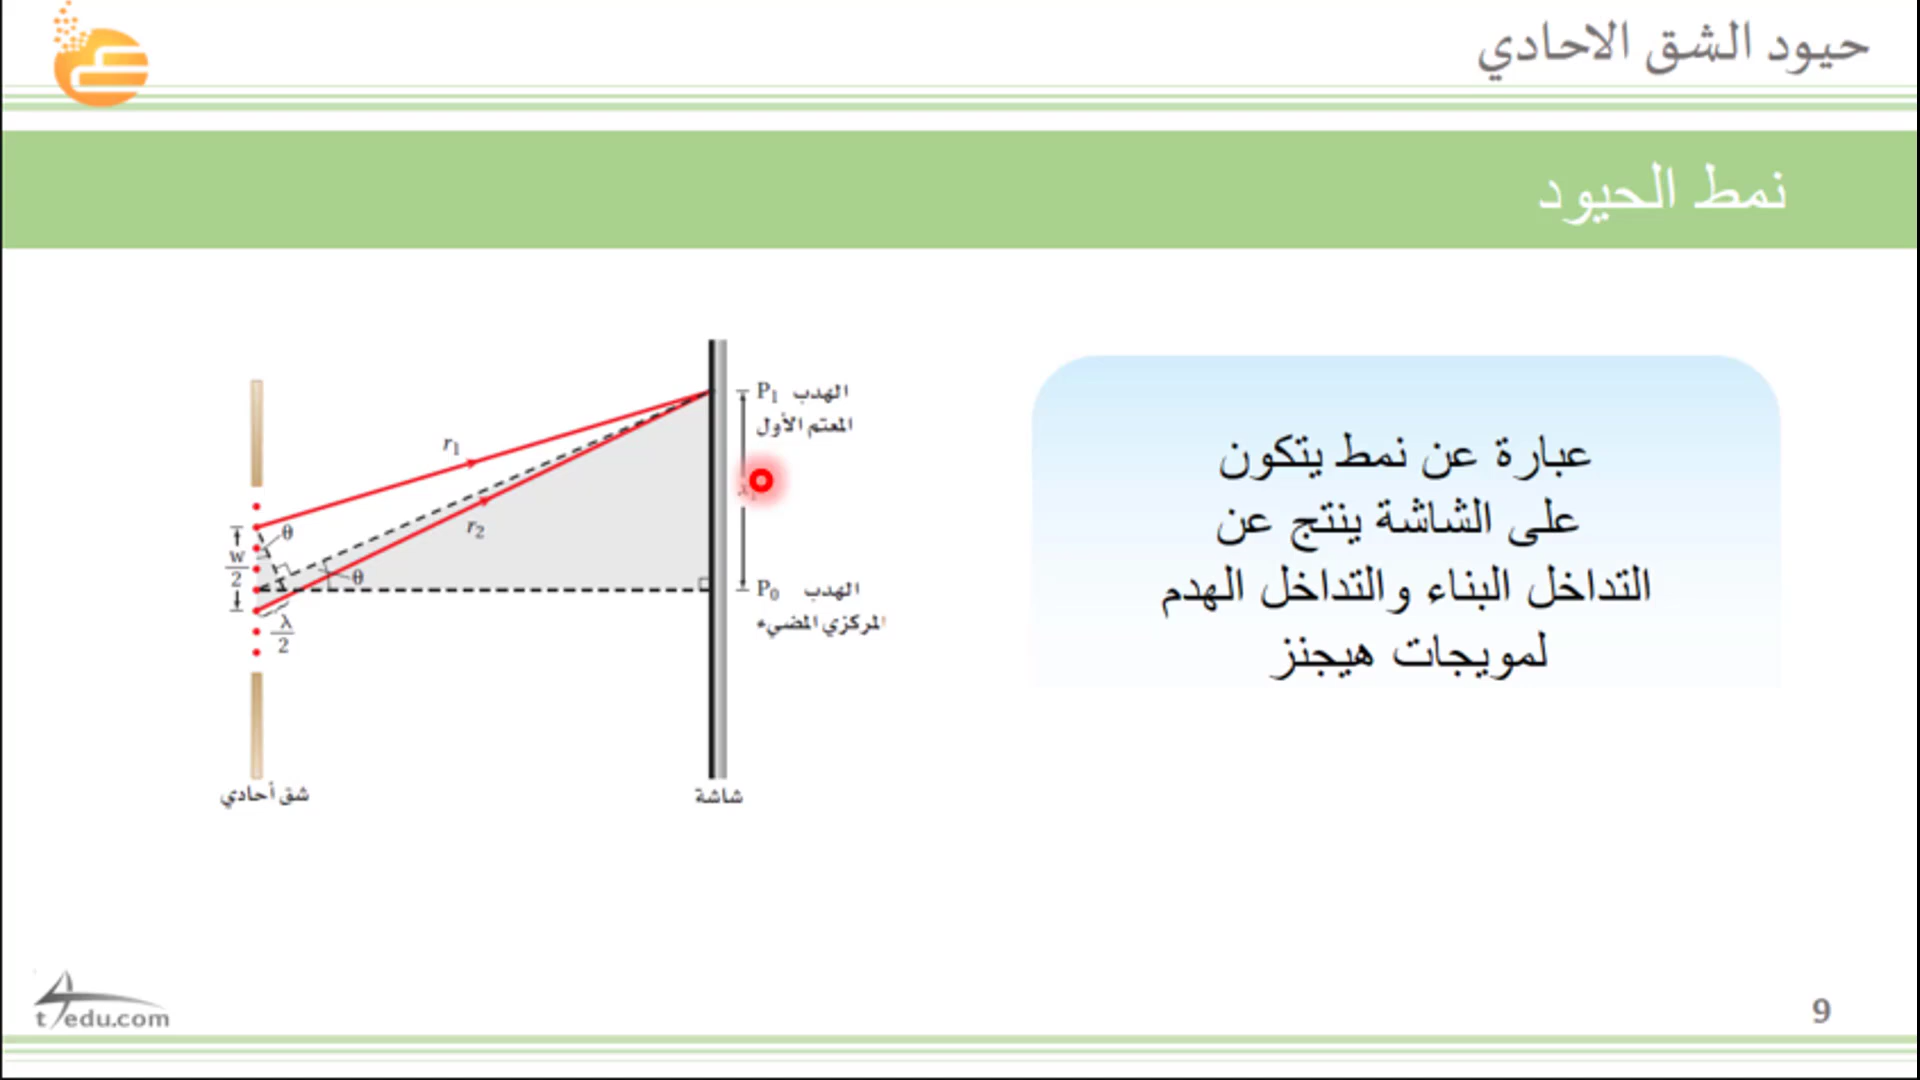 حيود الشق الاحادي
نمط الحيود
عبارة عن نمط يتكون
على الشاشة ينتج عن
التداخل البناء والتداخل الهدم
لمويجات هيجنز
P1 الهدب
المعتم الأول
r1
r2
θ
w/2
θ
P0 الهدب
المركزي المضيء
λ/2
شق أحادي
شاشة
t4edu.com
9